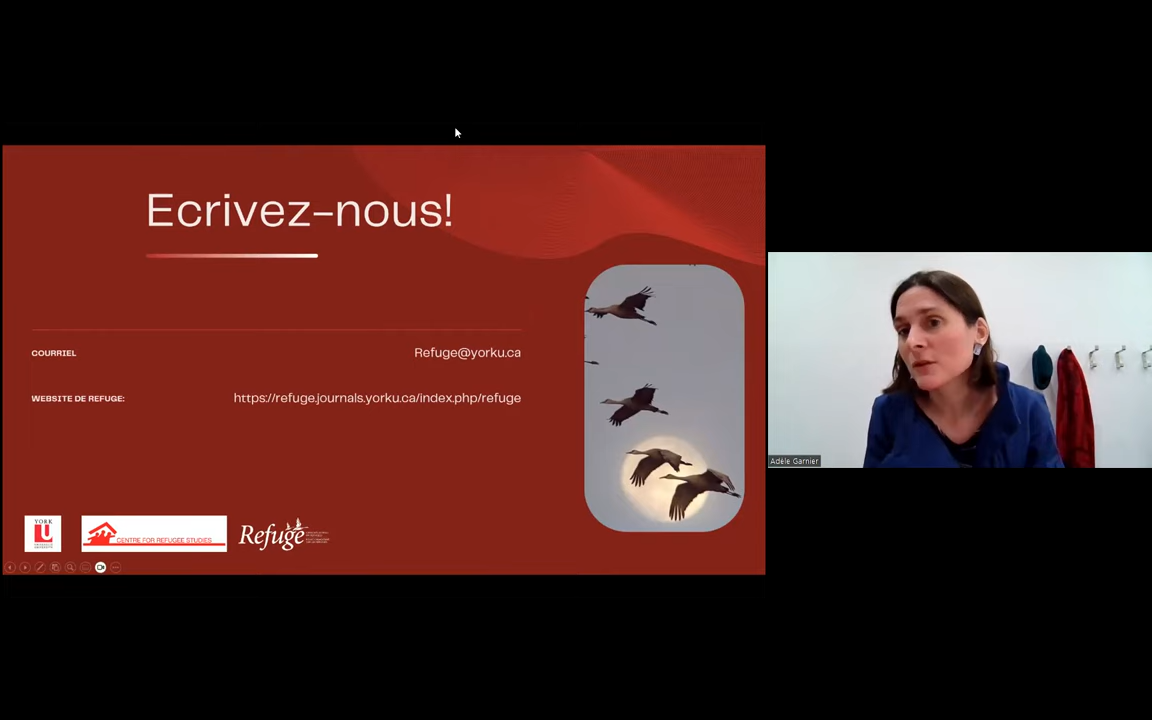 Ecrivez-nous!
COURRIEL
Refuge@yorku.ca
WEBSITE DE REFUGE:
https://refuge.journals.yorku.ca/index.php/refuge
YORK
U
CENTRE FOR REFUGEE STUDIES
Refuge
Adèle Garnier